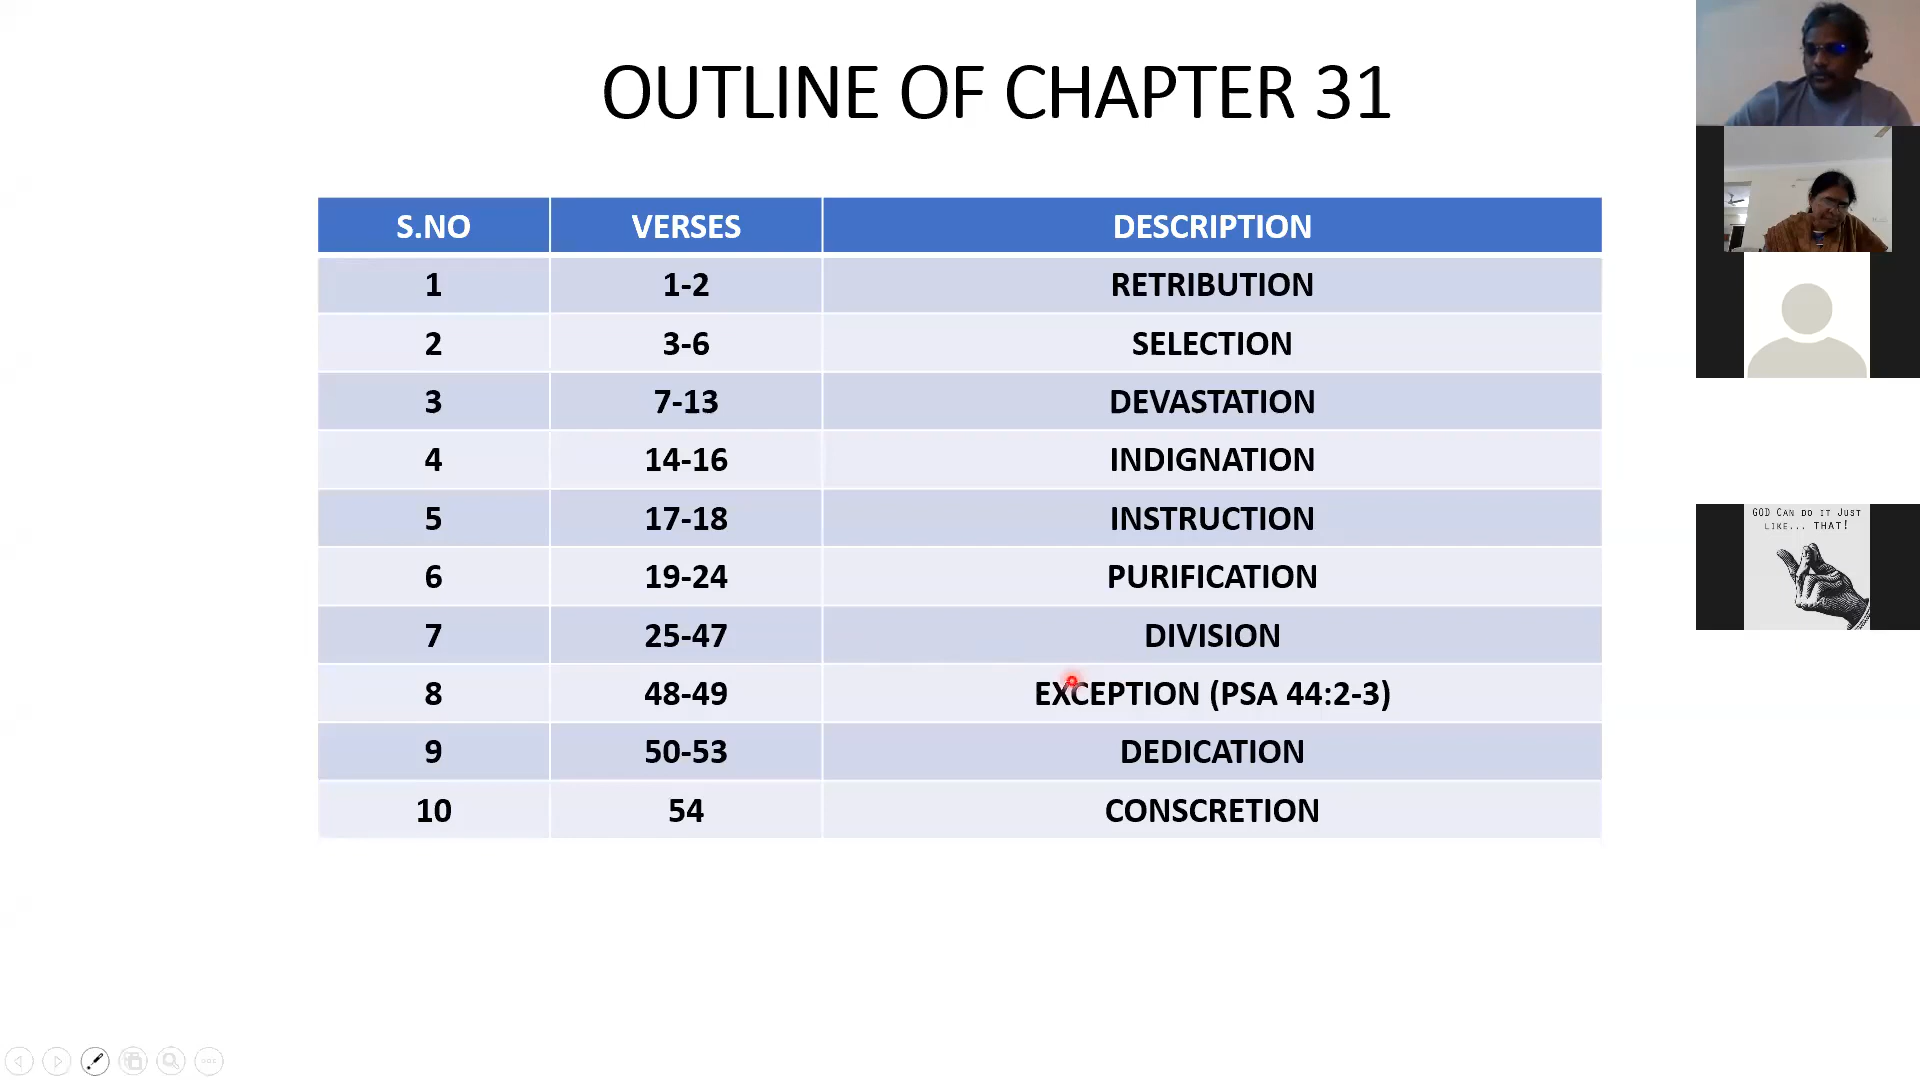 OUTLINE OF CHAPTER 31
S.NO VERSES DESCRIPTION
1 1-2 RETRIBUTION
2 3-6 SELECTION
3 7-13 DEVASTATION
4 14-16 INDIGNATION
5 17-18 INSTRUCTION
6 19-24 PURIFICATION
7 25-47 DIVISION
8 48-49 EXCEPTION (PSA 44:2-3)
9 50-53 DEDICATION
10 54 CONSCRETION
GOD CAN DO IT JUST
LIKE... THAT!